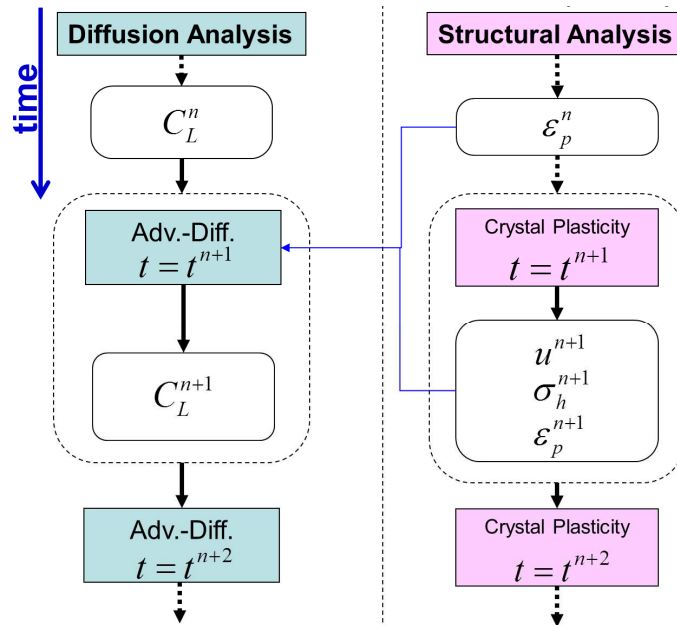 time
Diffusion Analysis
C_L^n
Adv.-Diff.
t = t^{n+1}
C_L^{n+1}
Adv.-Diff.
t = t^{n+2}
Structural Analysis
ε_p^n
Crystal Plasticity
t = t^{n+1}
u^{n+1}
σ_h^{n+1}
ε_p^{n+1}
Crystal Plasticity
t = t^{n+2}